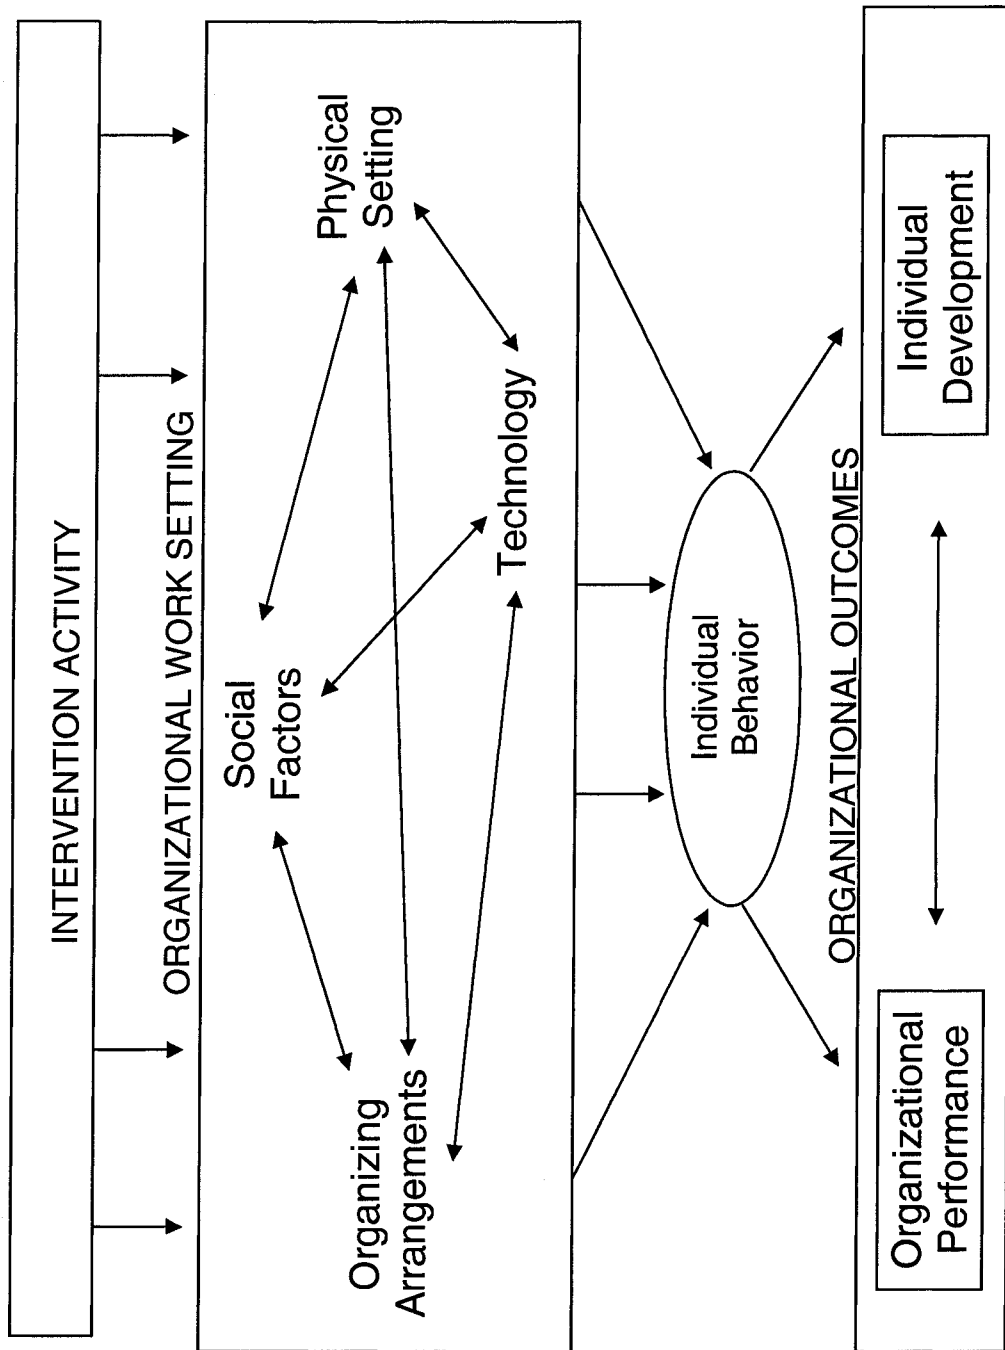 INTERVENTION ACTIVITY
ORGANIZATIONAL WORK SETTING
Social
Factors
Organizing
Arrangements
Physical
Setting
Technology
Individual
Behavior
ORGANIZATIONAL OUTCOMES
Organizational
Performance
Individual
Development